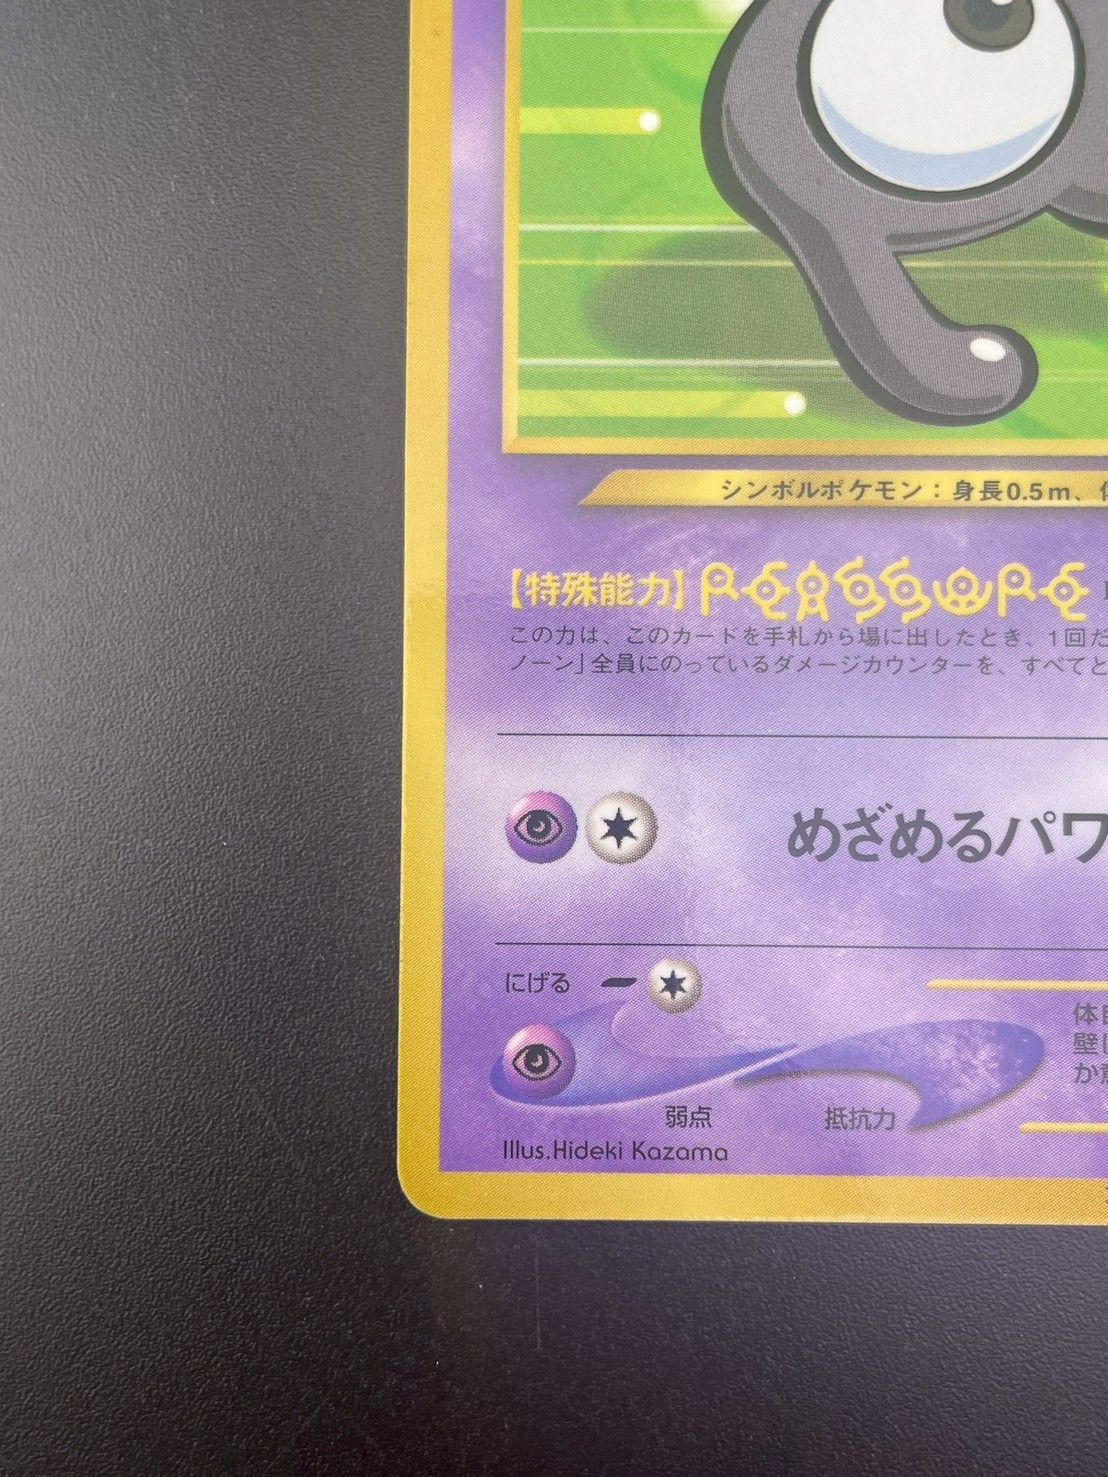 シンボルポケモン：身長0.5m、
【特殊能力】REASSURE
この力は、このカードを手札から場に出したとき、1回だ
ノーン」全員にのっているダメージカウンターを、すべてと
めざめるパワ
にげる
体
壁
か
弱点
抵抗力
Illus.Hideki Kazama